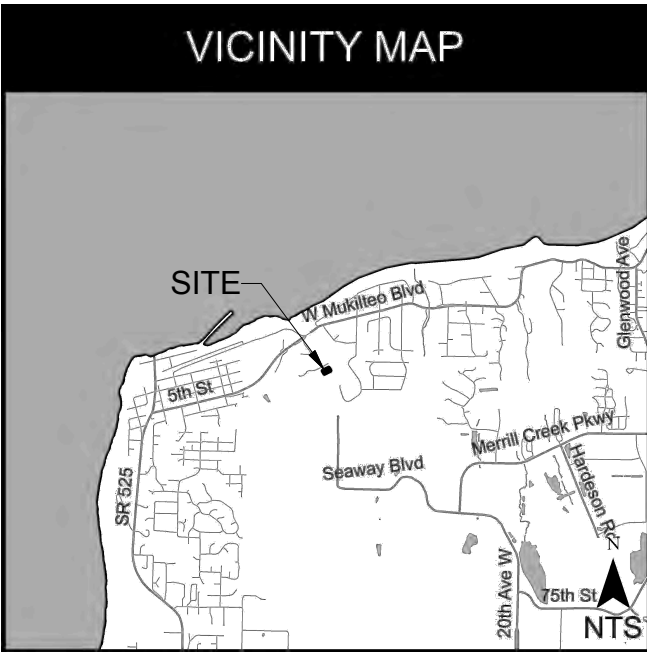 VICINITY MAP
SITE
W Mukilteo Blvd
Glenwood Ave
5th St
Merrill Creek Pkwy
Seaway Blvd
Hardeson Rd
SR 525
N
20th Ave W
75th St
NTS